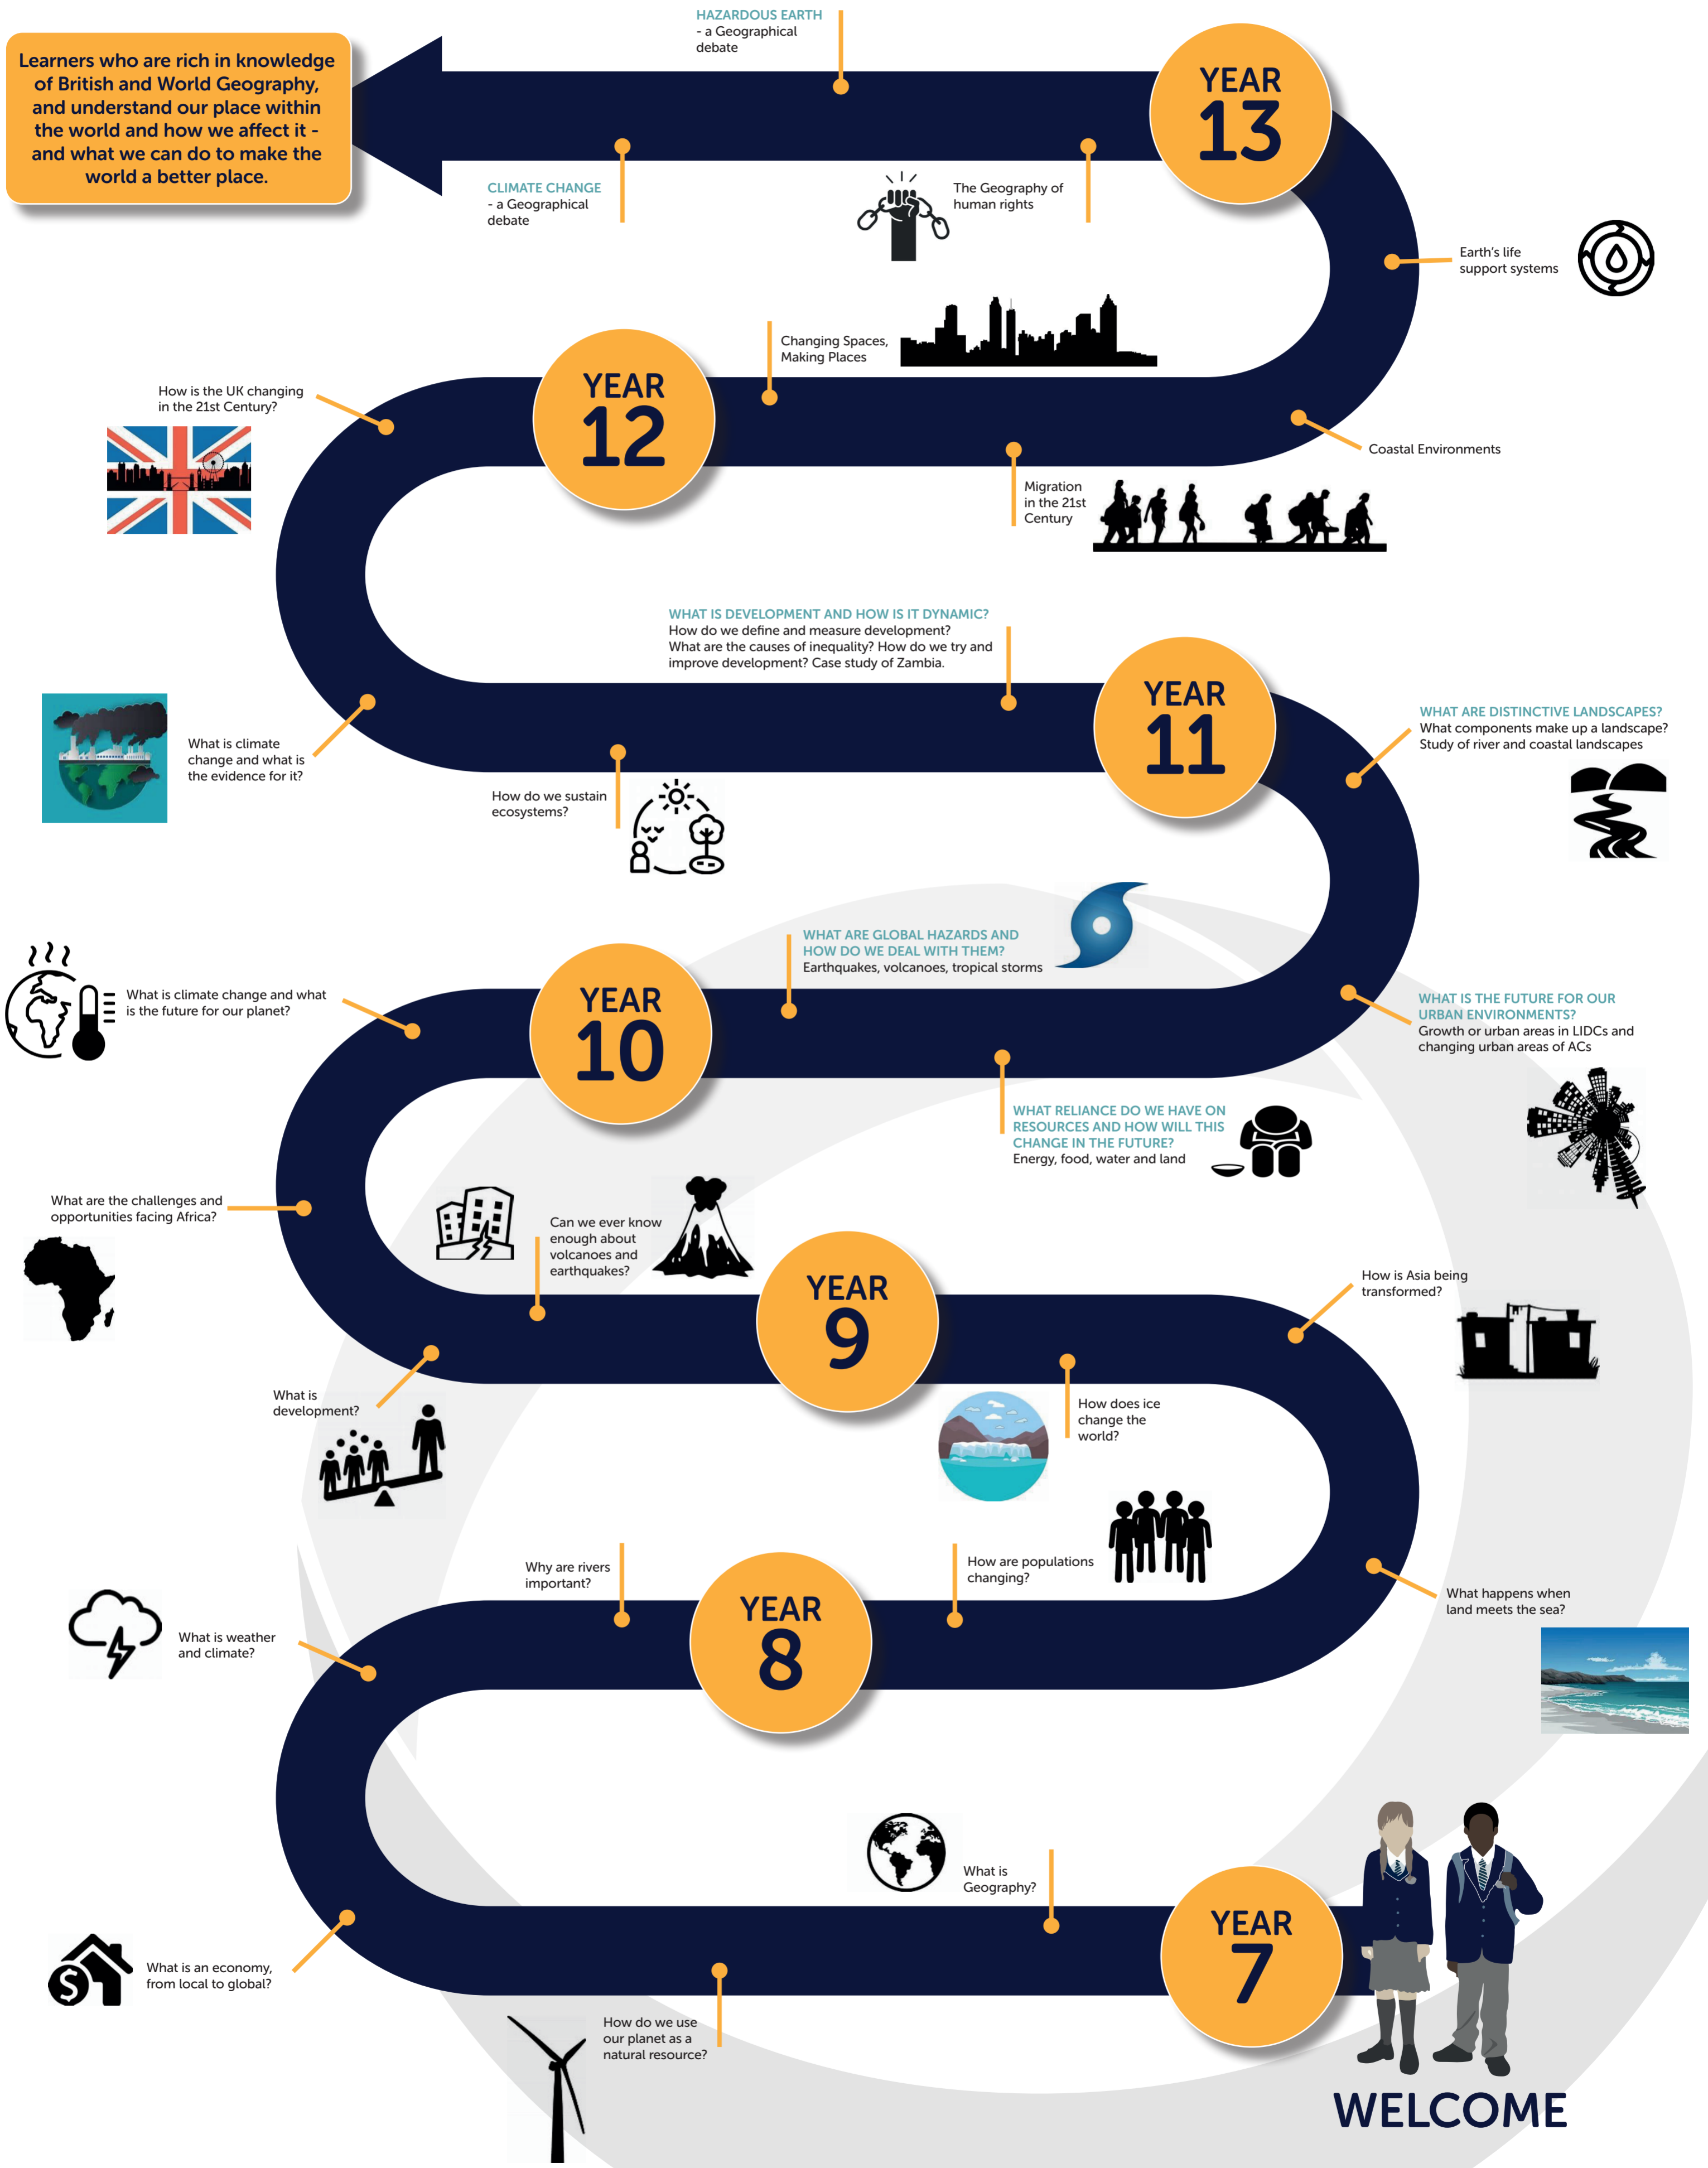 HAZARDOUS EARTH
- a Geographical
debate
Learners who are rich in knowledge
of British and World Geography,
and understand our place within
the world and how we affect it -
and what we can do to make the
world a better place.
YEAR
13
CLIMATE CHANGE
- a Geographical
debate
The Geography of
human rights
Earth's life
support systems
Changing Spaces,
Making Places
YEAR
12
How is the UK changing
in the 21st Century?
Coastal Environments
Migration
in the 21st
Century
WHAT IS DEVELOPMENT AND HOW IS IT DYNAMIC?
How do we define and measure development?
What are the causes of inequality? How do we try and
improve development? Case study of Zambia.
YEAR
11
WHAT ARE DISTINCTIVE LANDSCAPES?
What components make up a landscape?
Study of river and coastal landscapes
What is climate
change and what is
the evidence for it?
How do we sustain
ecosystems?
WHAT ARE GLOBAL HAZARDS AND
HOW DO WE DEAL WITH THEM?
Earthquakes, volcanoes, tropical storms
What is climate change and what
is the future for our planet?
YEAR
10
WHAT IS THE FUTURE FOR OUR
URBAN ENVIRONMENTS?
Growth or urban areas in LIDCs and
changing urban areas of ACs
WHAT RELIANCE DO WE HAVE ON
RESOURCES AND HOW WILL THIS
CHANGE IN THE FUTURE?
Energy, food, water and land
What are the challenges and
opportunities facing Africa?
Can we ever know
enough about
volcanoes and
earthquakes?
YEAR
9
How is Asia being
transformed?
What is
development?
How does ice
change the
world?
Why are rivers
important?
YEAR
8
How are populations
changing?
What happens when
land meets the sea?
What is weather
and climate?
What is
Geography?
YEAR
7
What is an economy,
from local to global?
$
How do we use
our planet as a
natural resource?
WELCOME